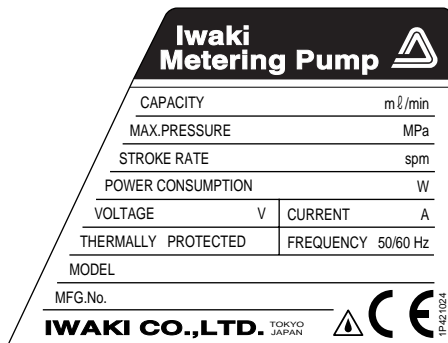 Iwaki
Metering Pump
CAPACITY mℓ/min
MAX.PRESSURE MPa
STROKE RATE spm
POWER CONSUMPTION W
VOLTAGE V CURRENT A
THERMALLY PROTECTED FREQUENCY 50/60 Hz
MODEL
MFG.No.
IWAKI CO.,LTD. TOKYO JAPAN CE
1P421024